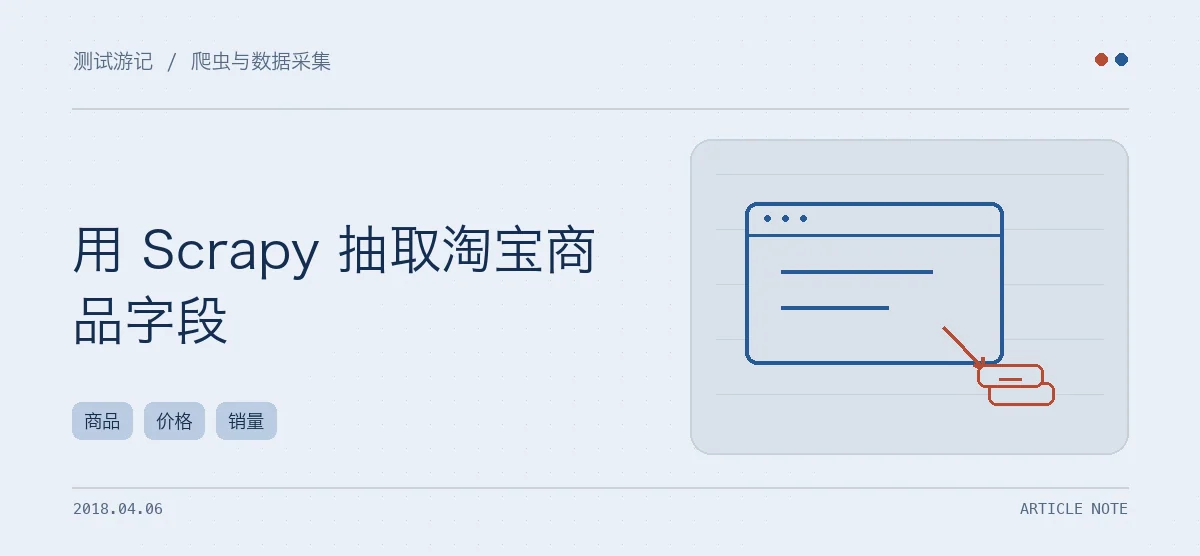 测试游记 / 爬虫与数据采集
用 Scrapy 抽取淘宝商
品字段
商品 价格 销量
2018.04.06
ARTICLE NOTE